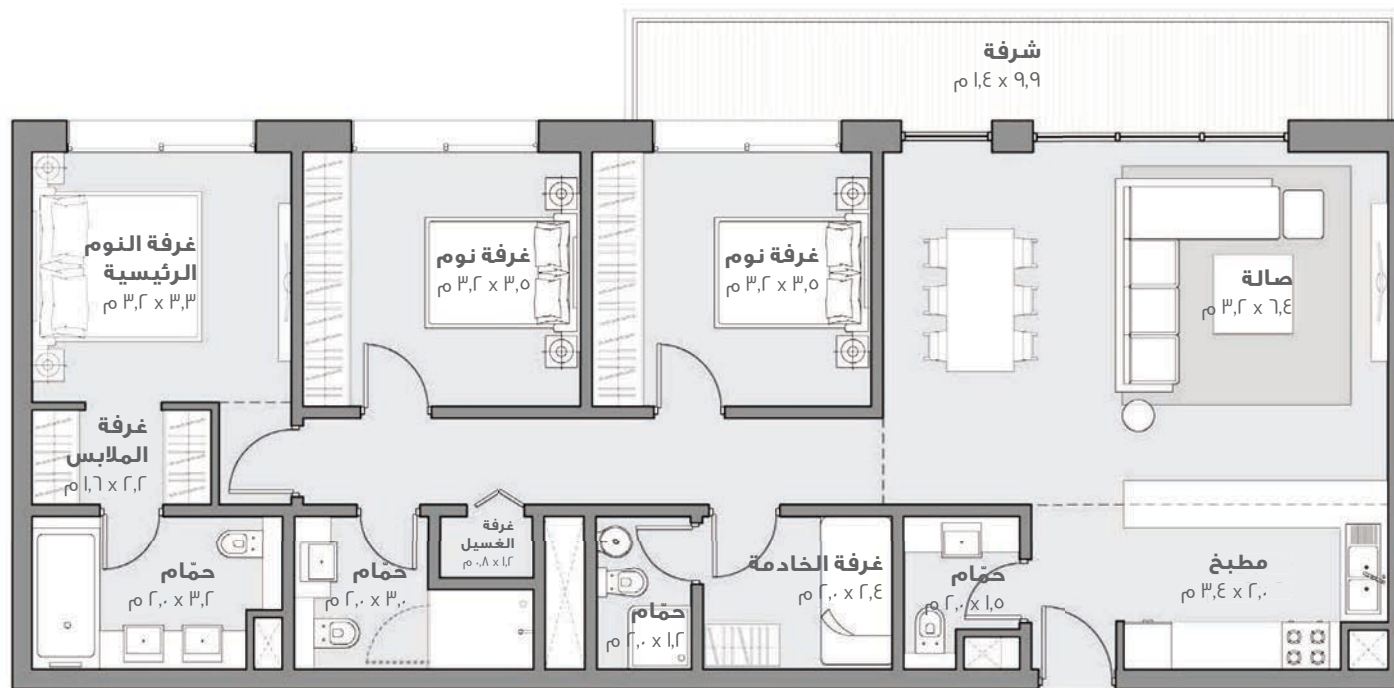 شرفة
٩,٩ x ١,٤ م
صالة
٦,٤ x ٣,٢ م
غرفة نوم
٣,٥ x ٣,٢ م
غرفة نوم
٣,٥ x ٣,٢ م
غرفة النوم
الرئيسية
٣,٣ x ٣,٢ م
غرفة
الملابس
٢,٢ x ١,٦ م
مطبخ
٢,٠ x ٣,٤ م
حمّام
١,٥ x ٢,٠ م
غرفة الخادمة
٢,٤ x ٢,٠ م
حمّام
١,٢ x ٢,٠ م
غرفة
الغسيل
١,٢ x ٠,٨ م
حمّام
٣,٠ x ٢,٠ م
حمّام
٣,٢ x ٢,٠ م